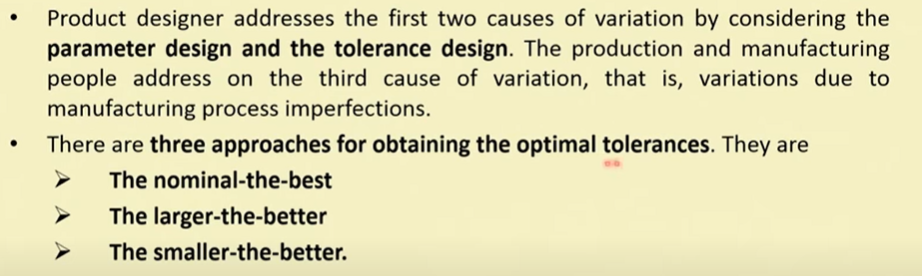 • Product designer addresses the first two causes of variation by considering the
parameter design and the tolerance design. The production and manufacturing
people address on the third cause of variation, that is, variations due to
manufacturing process imperfections.
• There are three approaches for obtaining the optimal tolerances. They are
➤ The nominal-the-best
➤ The larger-the-better
➤ The smaller-the-better.